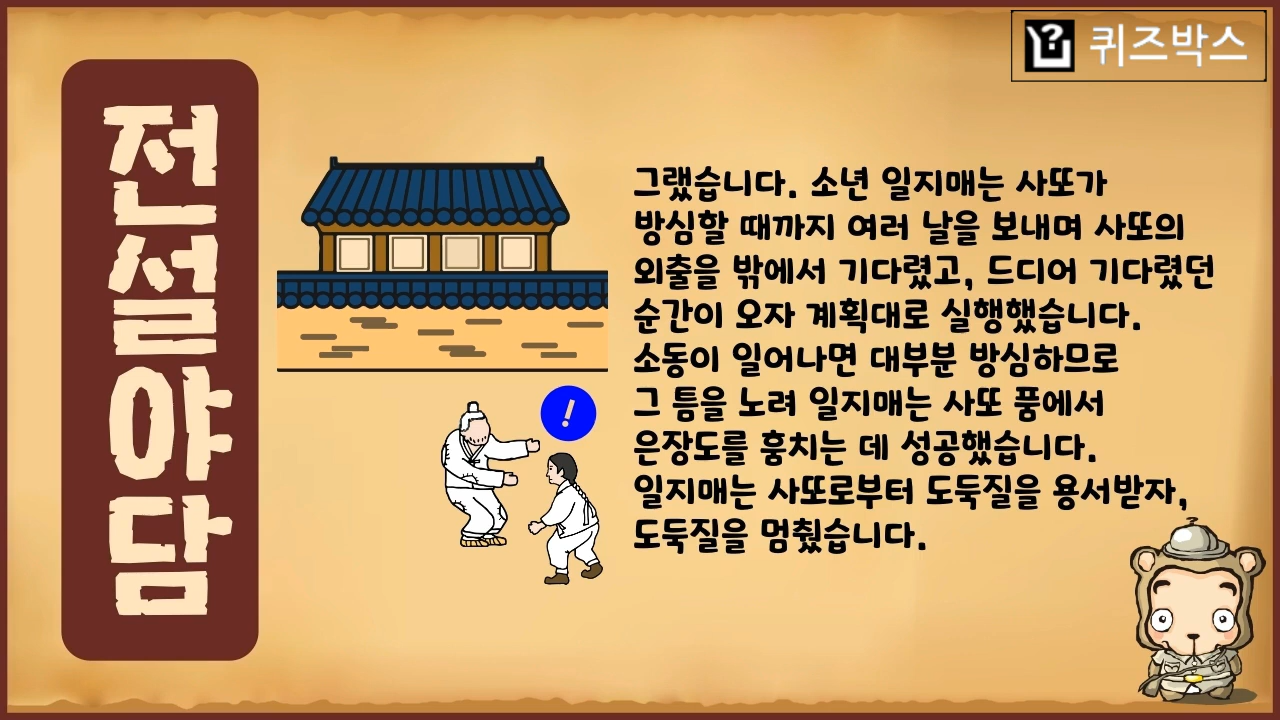 퀴즈박스
전설야담
그랬습니다. 소년 일지매는 사또가
방심할 때까지 여러 날을 보내며 사또의
외출을 밖에서 기다렸고, 드디어 기다렸던
순간이 오자 계획대로 실행했습니다.
소동이 일어나면 대부분 방심하므로
그 틈을 노려 일지매는 사또 품에서
은장도를 훔치는 데 성공했습니다.
일지매는 사또로부터 도둑질을 용서받자,
도둑질을 멈췄습니다.
!